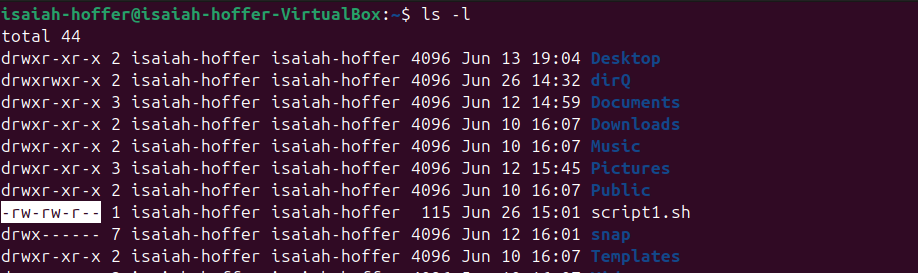 isaiah-hoffer@isaiah-hoffer-VirtualBox:~$ ls -l
total 44
drwxr-xr-x 2 isaiah-hoffer isaiah-hoffer 4096 Jun 13 19:04 Desktop
drwxrwxr-x 2 isaiah-hoffer isaiah-hoffer 4096 Jun 26 14:32 dirQ
drwxr-xr-x 3 isaiah-hoffer isaiah-hoffer 4096 Jun 12 14:59 Documents
drwxr-xr-x 2 isaiah-hoffer isaiah-hoffer 4096 Jun 10 16:07 Downloads
drwxr-xr-x 2 isaiah-hoffer isaiah-hoffer 4096 Jun 10 16:07 Music
drwxr-xr-x 3 isaiah-hoffer isaiah-hoffer 4096 Jun 12 15:45 Pictures
drwxr-xr-x 2 isaiah-hoffer isaiah-hoffer 4096 Jun 10 16:07 Public
-rw-rw-r-- 1 isaiah-hoffer isaiah-hoffer  115 Jun 26 15:01 script1.sh
drwx------ 7 isaiah-hoffer isaiah-hoffer 4096 Jun 12 16:01 snap
drwxr-xr-x 2 isaiah-hoffer isaiah-hoffer 4096 Jun 10 16:07 Templates